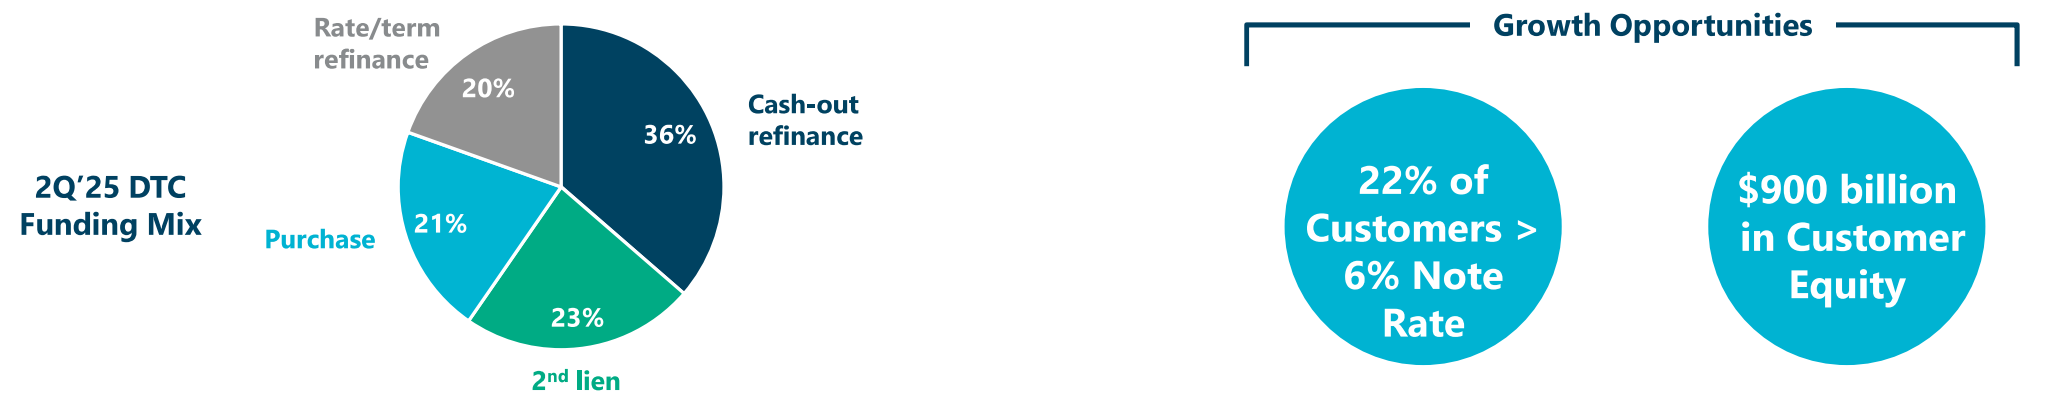 2Q’25 DTC
Funding Mix
Rate/term
refinance
20%
36%
Cash-out
refinance
Purchase
21%
23%
2nd lien
Growth Opportunities
22% of
Customers >
6% Note
Rate
$900 billion
in Customer
Equity